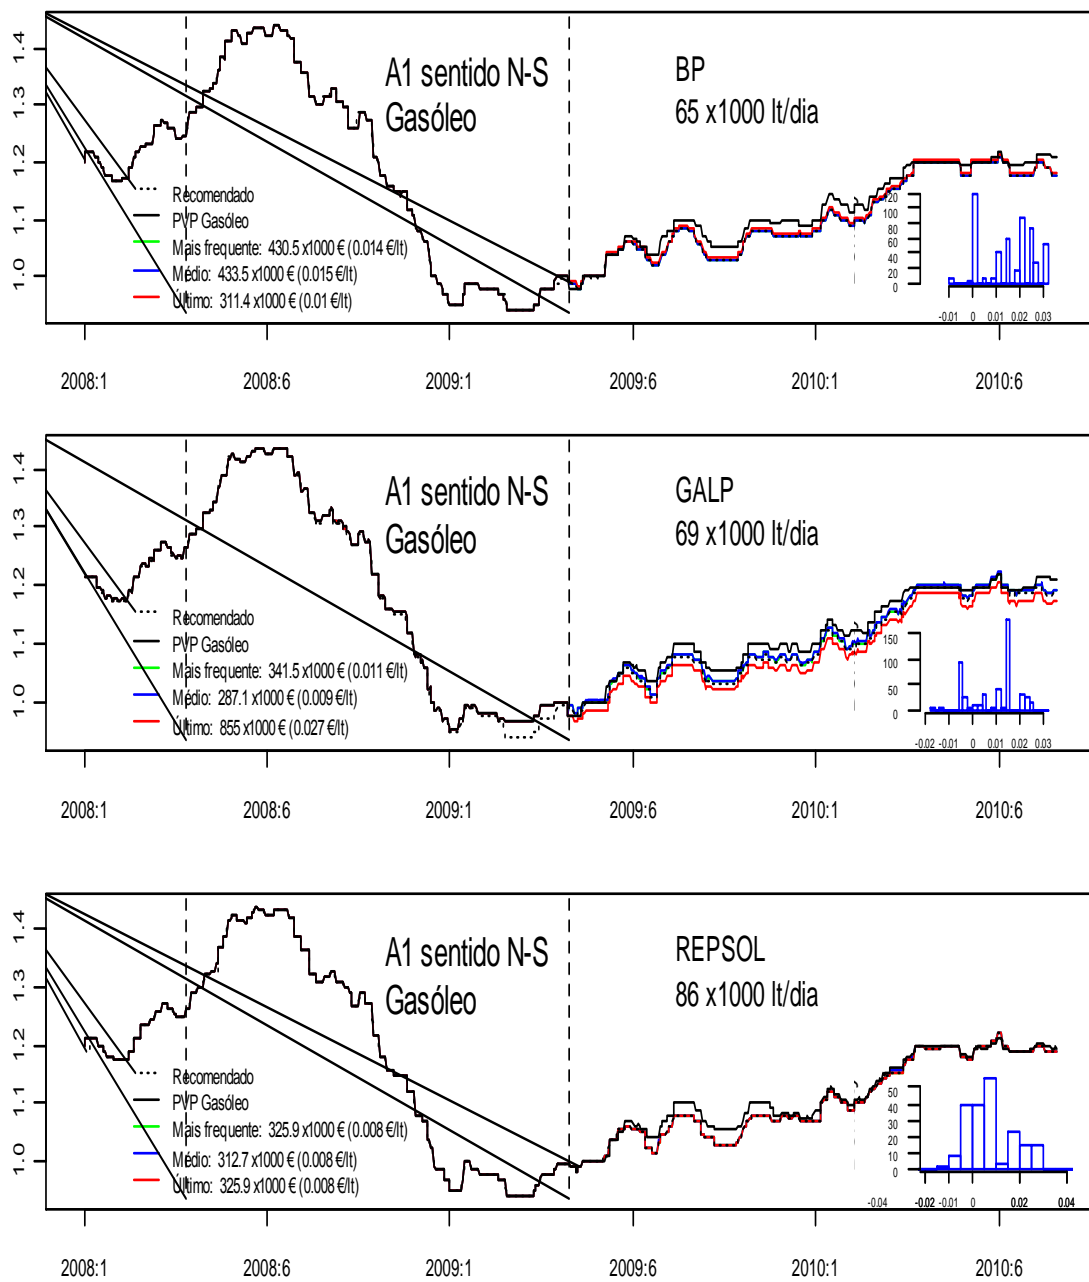 A1 sentido N-S
Gasóleo
BP
65 x1000 lt/dia
1.4
1.3
1.2
1.1
1.0
Recomendado
PVP Gasóleo
Mais frequente: 430.5 x1000 € (0.014 €/lt)
Médio: 433.5 x1000 € (0.015 €/lt)
Último: 311.4 x1000 € (0.01 €/lt)
120
100
80
60
40
20
0
-0.01 0 0.01 0.02 0.03
2008:1 2008:6 2009:1 2009:6 2010:1 2010:6
A1 sentido N-S
Gasóleo
GALP
69 x1000 lt/dia
1.4
1.3
1.2
1.1
1.0
Recomendado
PVP Gasóleo
Mais frequente: 341.5 x1000 € (0.011 €/lt)
Médio: 287.1 x1000 € (0.009 €/lt)
Último: 855 x1000 € (0.027 €/lt)
150
100
50
0
-0.02 -0.01 0 0.01 0.02 0.03
2008:1 2008:6 2009:1 2009:6 2010:1 2010:6
A1 sentido N-S
Gasóleo
REPSOL
86 x1000 lt/dia
1.4
1.3
1.2
1.1
1.0
Recomendado
PVP Gasóleo
Mais frequente: 325.9 x1000 € (0.008 €/lt)
Médio: 312.7 x1000 € (0.008 €/lt)
Último: 325.9 x1000 € (0.008 €/lt)
50
40
30
20
10
0
-0.04 -0.02 -0.01 0 0.02 0.04
2008:1 2008:6 2009:1 2009:6 2010:1 2010:6